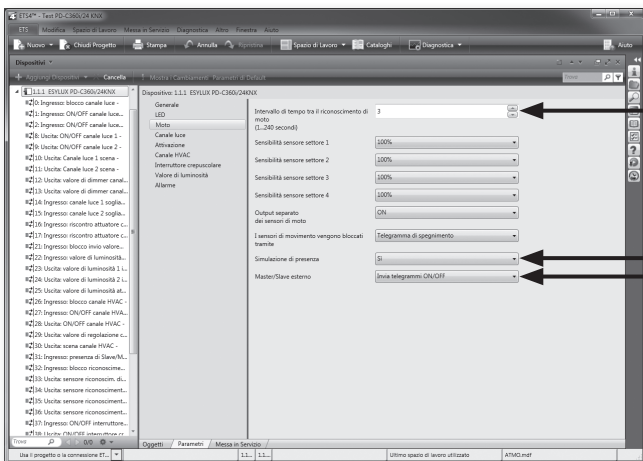 ETS4™ - Test PD-C360i/24 KNX
ETS Modifica Spazio di Lavoro Messa in Servizio Diagnostica Altro Finestra Aiuto
Nuovo Chiudi Progetto Stampa Annulla Ripristina Spazio di Lavoro Cataloghi Diagnostica Aiuto
Dispositivi
Aggiungi Dispositivi Cancella Mostra I Cambiamenti Parametri di Default Trova
1.1.1 ESYLUX PD-C360i/24KNX
0: Ingresso: blocco canale luce -
1: Ingresso: ON/OFF canale luce...
2: Ingresso: ON/OFF canale luce...
8: Uscita: ON/OFF canale luce 1 -
9: Uscita: ON/OFF canale luce 2 -
10: Uscita: Canale luce 1 scena -
11: Uscita: Canale luce 2 scena -
12: Uscita: valore di dimmer canal...
13: Uscita: valore di dimmer canal...
14: Ingresso: canale luce 1 soglia...
15: Ingresso: canale luce 2 soglia...
16: Ingresso: riscontro attuatore c...
17: Ingresso: riscontro attuatore c...
21: Ingresso: blocco invio valore...
22: Ingresso: valore di luminosità...
23: Uscita: valore di luminosità 1 i...
24: Uscita: valore di luminosità 2 i...
25: Uscita: valore di luminosità at...
26: Ingresso: blocco canale HVAC -
27: Ingresso: ON/OFF canale HVA...
28: Uscita: ON/OFF canale HVAC -
29: Uscita: valore di regolazione c...
30: Uscita: scena canale HVAC -
31: Ingresso: presenza di Slave/M...
32: Ingresso: blocco riconoscime...
33: Uscita: sensore riconoscim. di...
34: Uscita: sensore riconosciment...
35: Uscita: sensore riconosciment...
36: Uscita: sensore riconosciment...
37: Ingresso: ON/OFF interruttore...
38: Uscita: ON/OFF interruttore cr...
Trova 0/0
Dispositivo: 1.1.1 ESYLUX PD-C360i/24KNX
Generale
LED
Moto
Canale luce
Attivazione
Canale HVAC
Interruttore crepuscolare
Valore di luminosità
Allarme
Intervallo di tempo tra il riconoscimento di
moto
(1...240 secondi)
3
Sensibilità sensore settore 1 100%
Sensibilità sensore settore 2 100%
Sensibilità sensore settore 3 100%
Sensibilità sensore settore 4 100%
Output separato
dei sensori di moto
ON
I sensori di movimento vengono bloccati
tramite
Telegramma di spegnimento
Simulazione di presenza Si
Master/Slave esterno Invia telegrammi ON/OFF
Oggetti Parametri Messa in Servizio
Usa il progetto o la connessione ET... 1.1... 1.1... Ultimo spazio di lavoro utilizzato ATMO.mdf